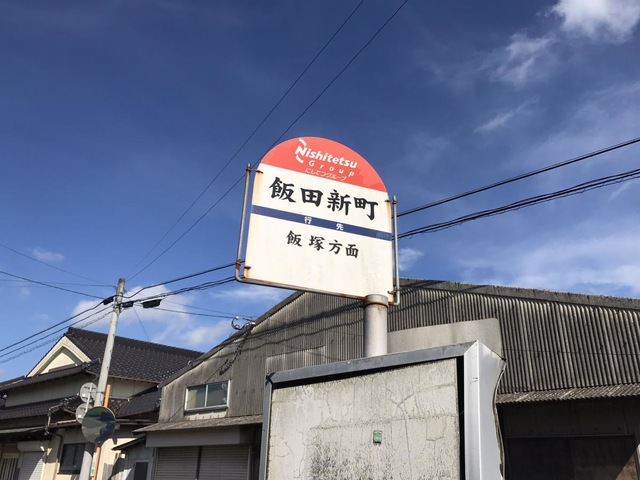 Nishitetsu
Group
にしてつグループ
飯田新町
行先
飯塚方面